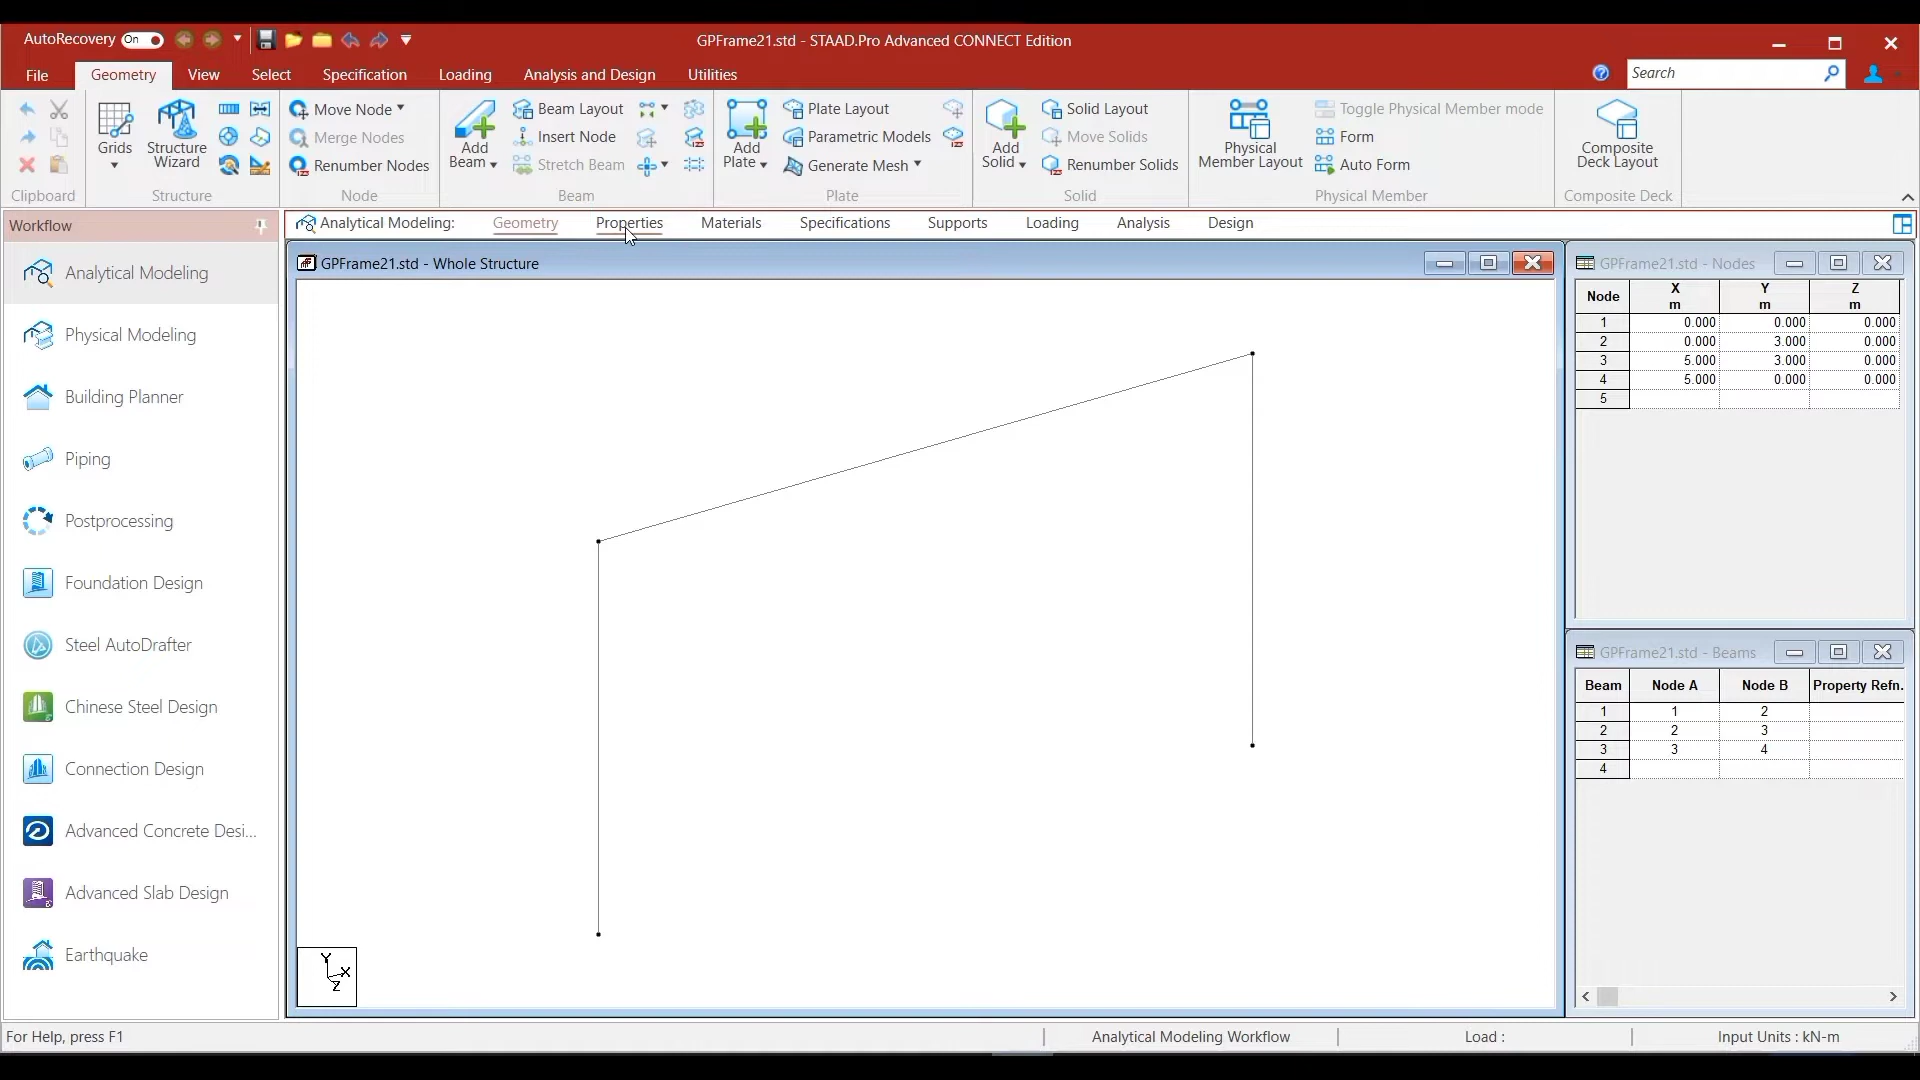 AutoRecovery On
GPFrame21.std - STAAD.Pro Advanced CONNECT Edition
File Geometry View Select Specification Loading Analysis and Design Utilities
Search
Grids
Structure Wizard
Structure
Clipboard
Move Node
Merge Nodes
Renumber Nodes
Node
Add Beam
Beam Layout
Insert Node
Stretch Beam
Beam
Add Plate
Plate Layout
Parametric Models
Generate Mesh
Plate
Add Solid
Solid Layout
Move Solids
Renumber Solids
Solid
Physical Member Layout
Toggle Physical Member mode
Form
Auto Form
Physical Member
Composite Deck Layout
Composite Deck
Workflow
Analytical Modeling: Geometry Properties Materials Specifications Supports Loading Analysis Design
Analytical Modeling
Physical Modeling
Building Planner
Piping
Postprocessing
Foundation Design
Steel AutoDrafter
Chinese Steel Design
Connection Design
Advanced Concrete Desi...
Advanced Slab Design
Earthquake
GPFrame21.std - Whole Structure
Y
X
Z
GPFrame21.std - Nodes
Node X m Y m Z m
1 0.000 0.000 0.000
2 0.000 3.000 0.000
3 5.000 3.000 0.000
4 5.000 0.000 0.000
5
GPFrame21.std - Beams
Beam Node A Node B Property Refn.
1 1 2
2 2 3
3 3 4
4
For Help, press F1
Analytical Modeling Workflow
Load :
Input Units : kN-m